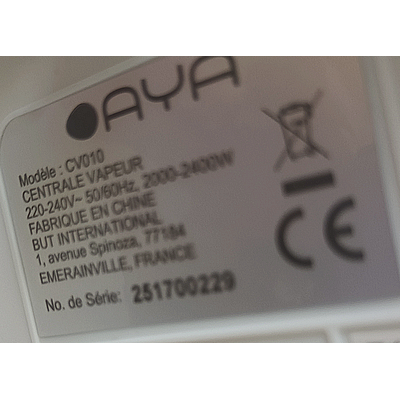 AYA
Modèle : CV010
CENTRALE VAPEUR
220-240V~ 50/60Hz, 2000-2400W
FABRIQUE EN CHINE
BUT INTERNATIONAL
1, avenue Spinoza, 77184
EMERAINVILLE, FRANCE
No. de Série: 251700229
CE